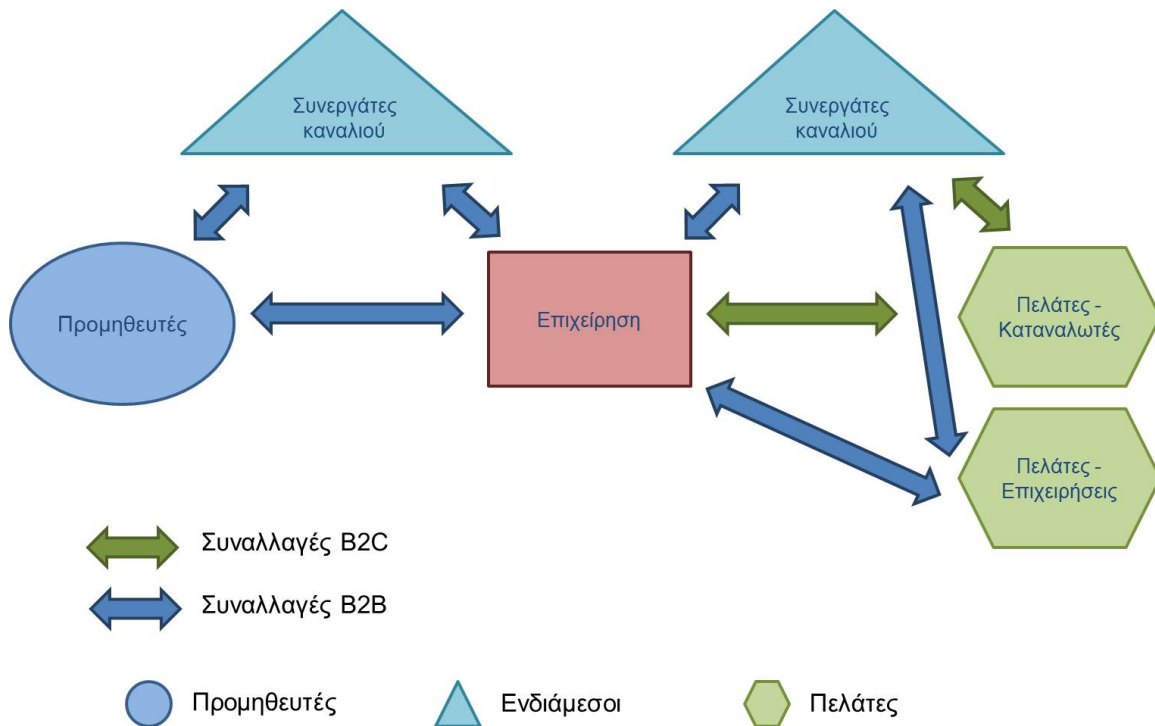 Συνεργάτες
καναλιού
Συνεργάτες
καναλιού
Προμηθευτές
Επιχείρηση
Πελάτες -
Καταναλωτές
Πελάτες -
Επιχειρήσεις
Συναλλαγές B2C
Συναλλαγές B2B
Προμηθευτές
Ενδιάμεσοι
Πελάτες